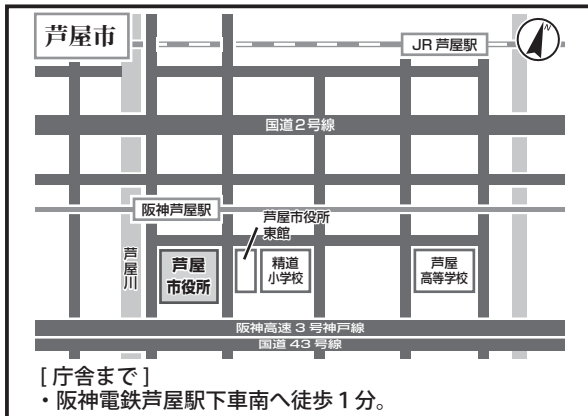 芦屋市
JR 芦屋駅
N
国道2号線
阪神芦屋駅
芦屋市役所
東館
芦屋川
芦屋
市役所
精道
小学校
芦屋
高等学校
阪神高速3号神戸線
国道43号線
[ 庁舎まで ]
・阪神電鉄芦屋駅下車南へ徒歩1分。